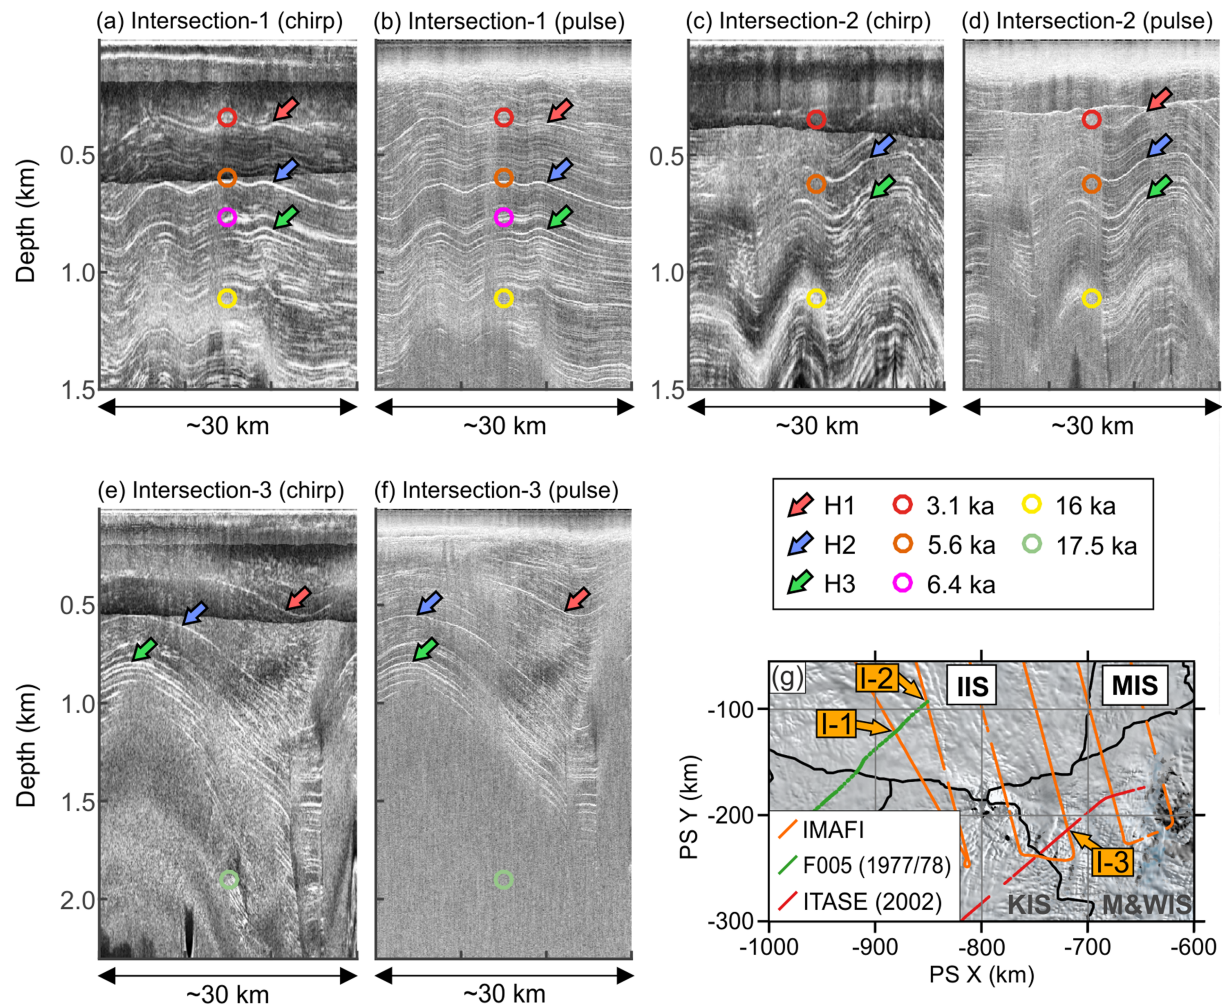 (a) Intersection-1 (chirp)
(b) Intersection-1 (pulse)
(c) Intersection-2 (chirp)
(d) Intersection-2 (pulse)
Depth (km)
0.5
1.0
1.5
~30 km
~30 km
Depth (km)
0.5
1.0
1.5
~30 km
~30 km
(e) Intersection-3 (chirp)
(f) Intersection-3 (pulse)
Depth (km)
0.5
1.0
1.5
2.0
~30 km
~30 km
H1 3.1 ka 16 ka
H2 5.6 ka 17.5 ka
H3 6.4 ka
(g)
I-2
IIS
MIS
I-1
I-3
KIS
M&WIS
IMAFI
F005 (1977/78)
ITASE (2002)
PS Y (km)
-100
-200
-300
-1000 -900 -800 -700 -600
PS X (km)